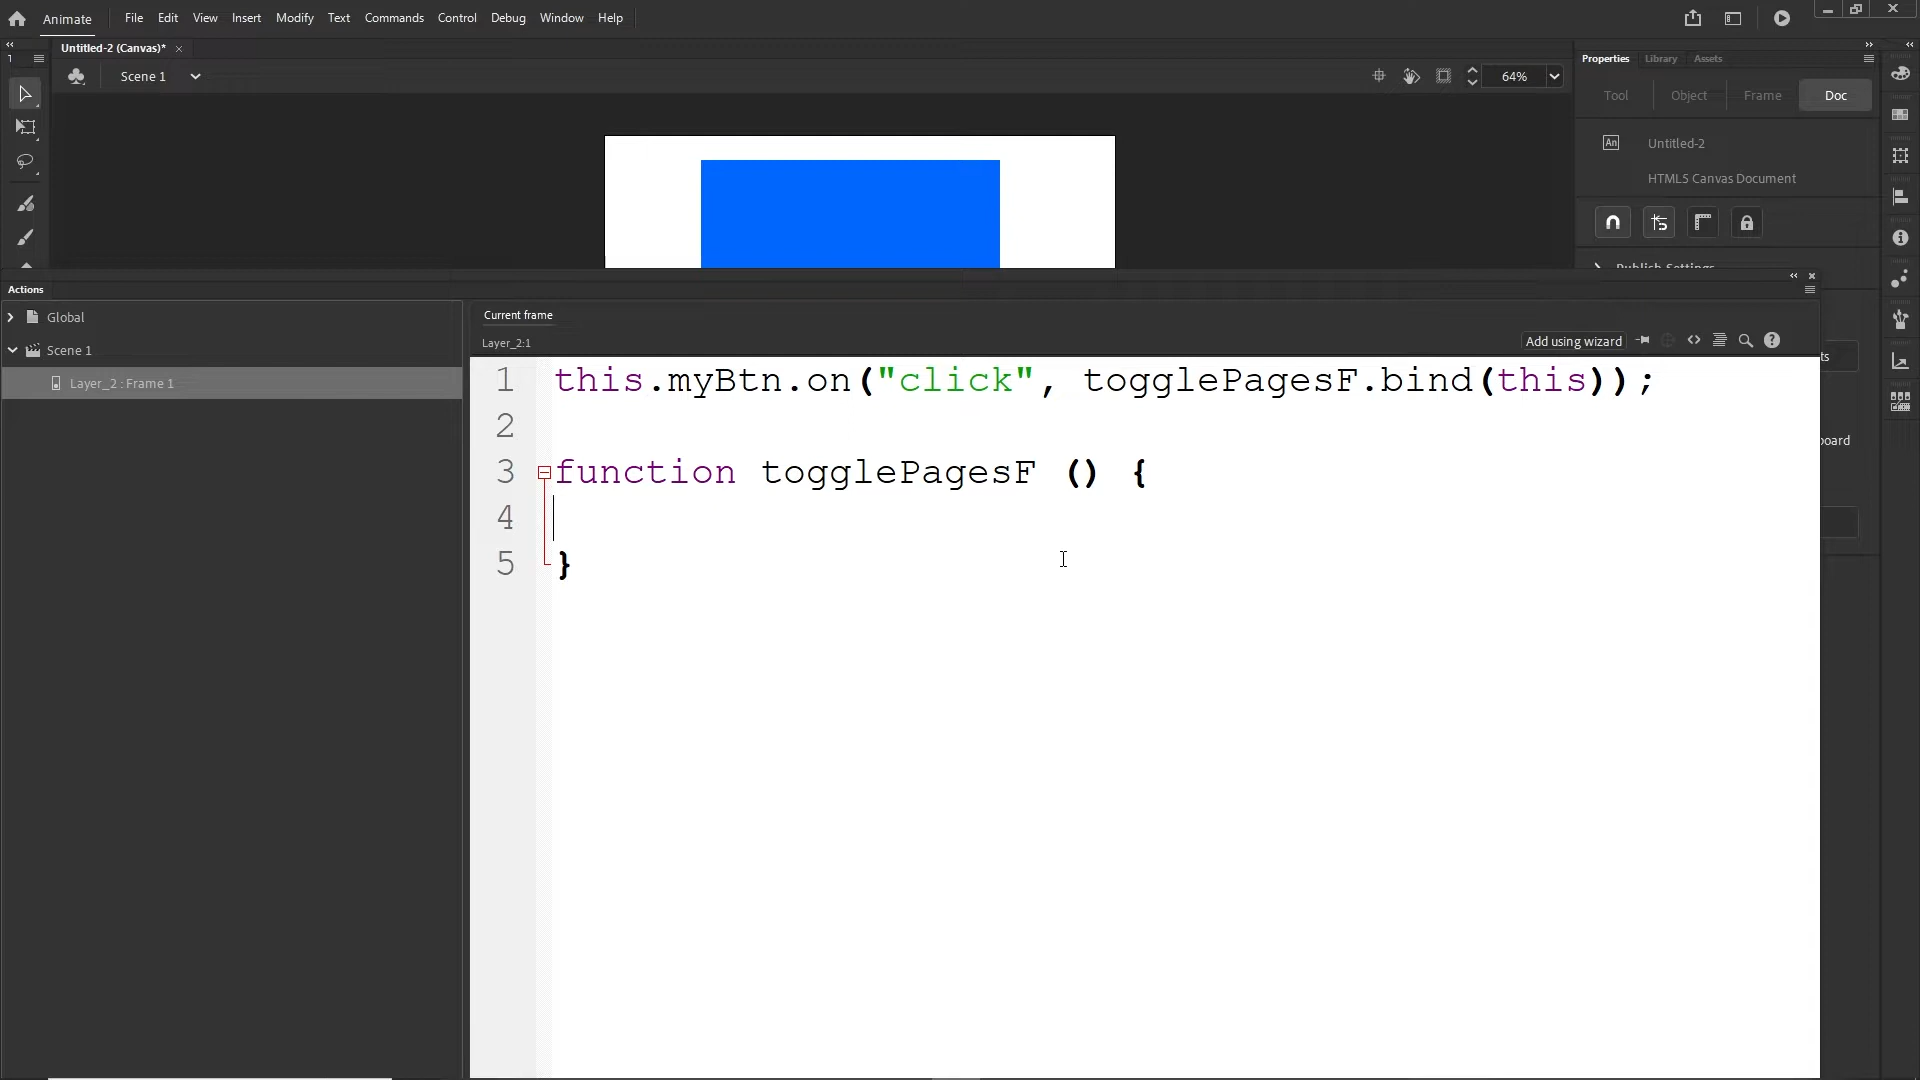 Animate File Edit View Insert Modify Text Commands Control Debug Window Help
Untitled-2 (Canvas)* ×
Scene 1
64%
Properties Library Assets
Tool Object Frame Doc
An Untitled-2
HTML5 Canvas Document
Publish Settings
Actions
Global
Scene 1
Layer_2 : Frame 1
Current frame
Layer_2:1
Add using wizard
1 this.myBtn.on("click", togglePagesF.bind(this));
2
3 function togglePagesF () {
4
5 }